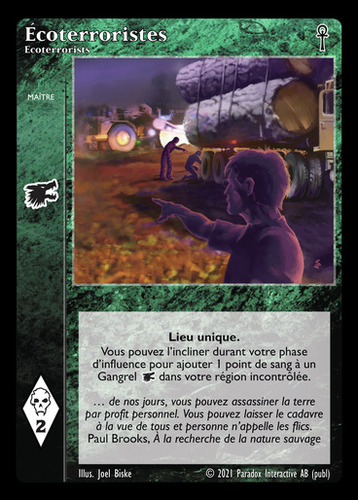 Écoterroristes
Ecoterrorists
MAÎTRE
Lieu unique.
Vous pouvez l'incliner durant votre phase
d'influence pour ajouter 1 point de sang à un
Gangrel dans votre région incontrôlée.
... de nos jours, vous pouvez assassiner la terre
par profit personnel. Vous pouvez laisser le cadavre
à la vue de tous et personne n'appelle les flics.
Paul Brooks, À la recherche de la nature sauvage
2
Illus. Joel Biske © 2021 Paradox Interactive AB (publ)